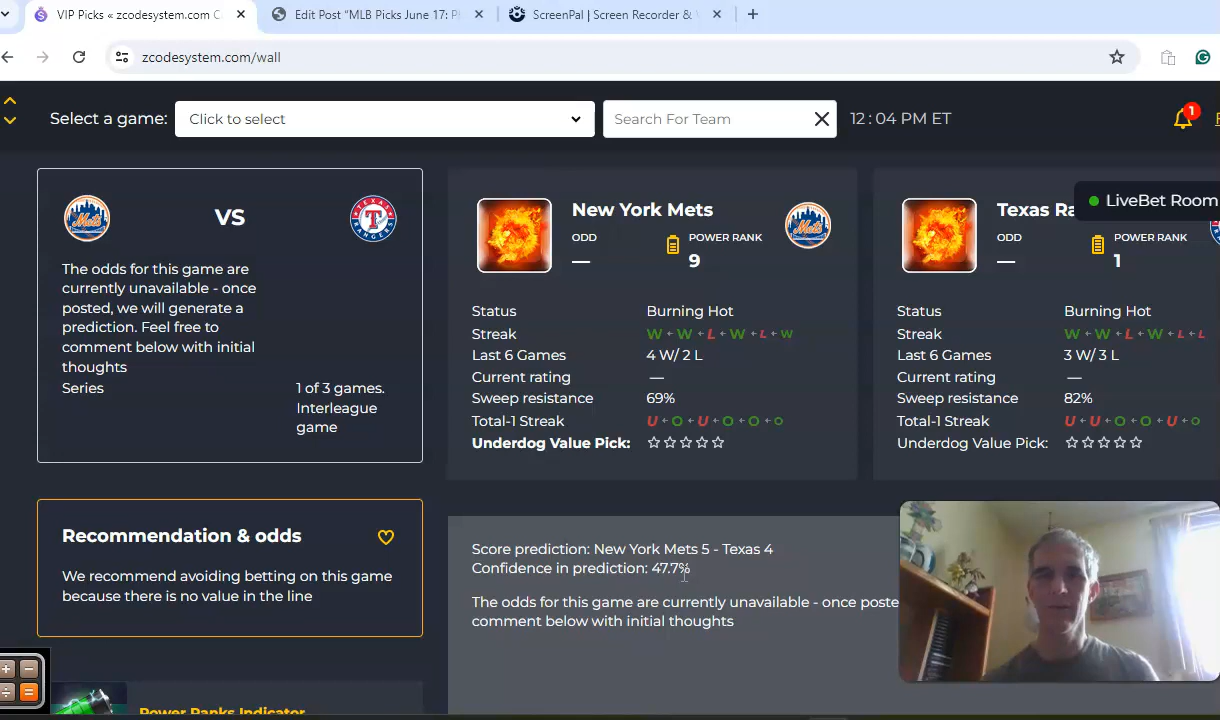 VIP Picks « zcodesystem.com C
Edit Post “MLB Picks June 17: Pl
ScreenPal | Screen Recorder &
zcodesystem.com/wall
Select a game:
Click to select
Search For Team
12 : 04 PM ET
1
VS
Mets
T
TEXAS RANGERS
The odds for this game are
currently unavailable - once
posted, we will generate a
prediction. Feel free to
comment below with initial
thoughts
Series
1 of 3 games.
Interleague
game
New York Mets
ODD
—
POWER RANK
9
Mets
Status Burning Hot
Streak W ← W ← L ← W ← L ← W
Last 6 Games 4 W/ 2 L
Current rating —
Sweep resistance 69%
Total-1 Streak U ← O ← U ← O ← O ← O
Underdog Value Pick: ☆☆☆☆☆
Texas Ra
ODD
—
POWER RANK
1
LiveBet Room
Status Burning Hot
Streak W ← W ← L ← W ← L ← L
Last 6 Games 3 W/ 3 L
Current rating —
Sweep resistance 82%
Total-1 Streak U ← U ← O ← O ← U ← O
Underdog Value Pick: ☆☆☆☆☆
Recommendation & odds
We recommend avoiding betting on this game
because there is no value in the line
Score prediction: New York Mets 5 - Texas 4
Confidence in prediction: 47.7%
The odds for this game are currently unavailable - once poste
comment below with initial thoughts
Power Ranks Indicator